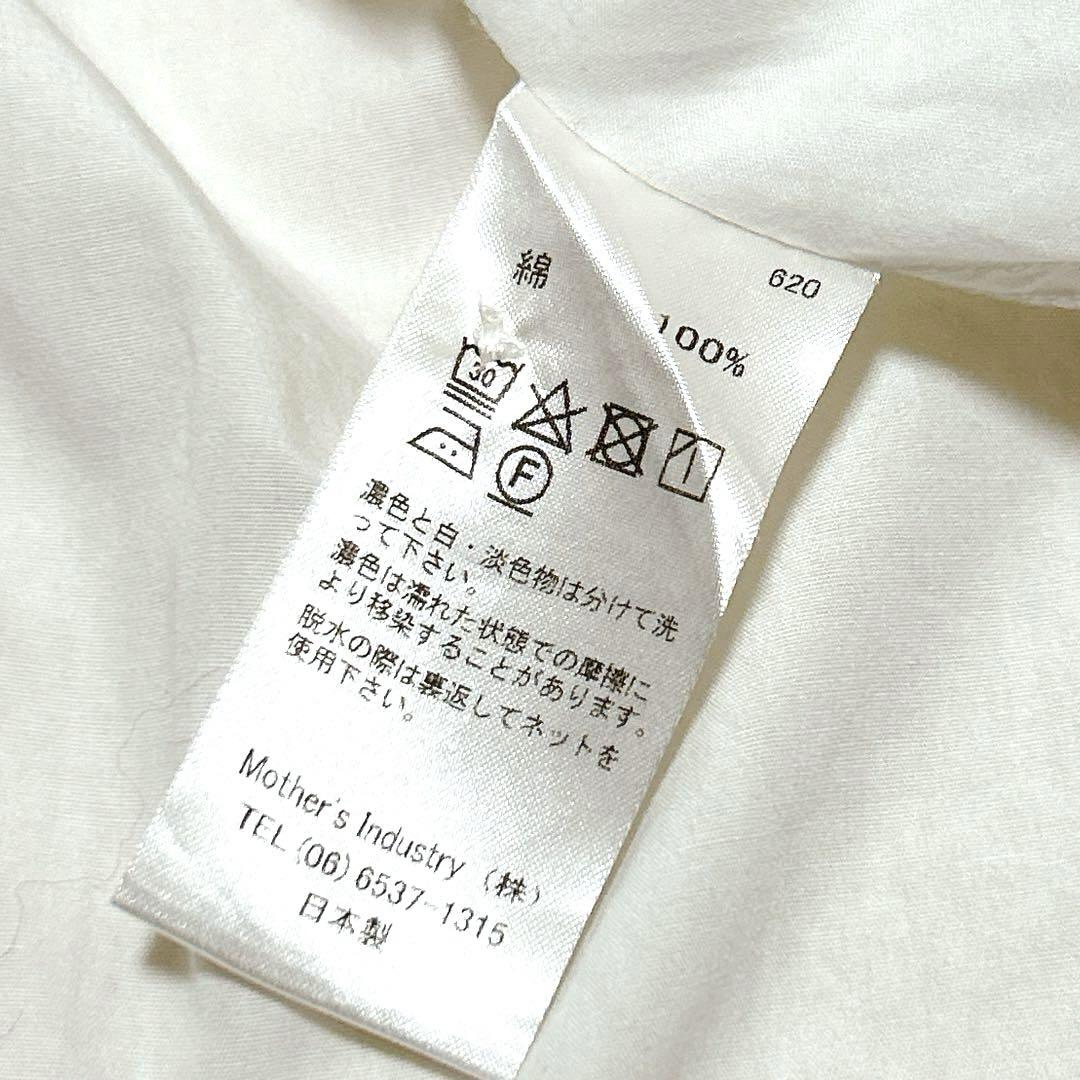 620
綿
100%
30
F
濃色と白・淡色物は分けて洗
って下さい。
濃色は濡れた状態での摩擦に
より移染することがあります。
脱水の際は裏返してネットを
使用下さい。
Mother's Industry (株)
TEL (06) 6537-1315
日本製